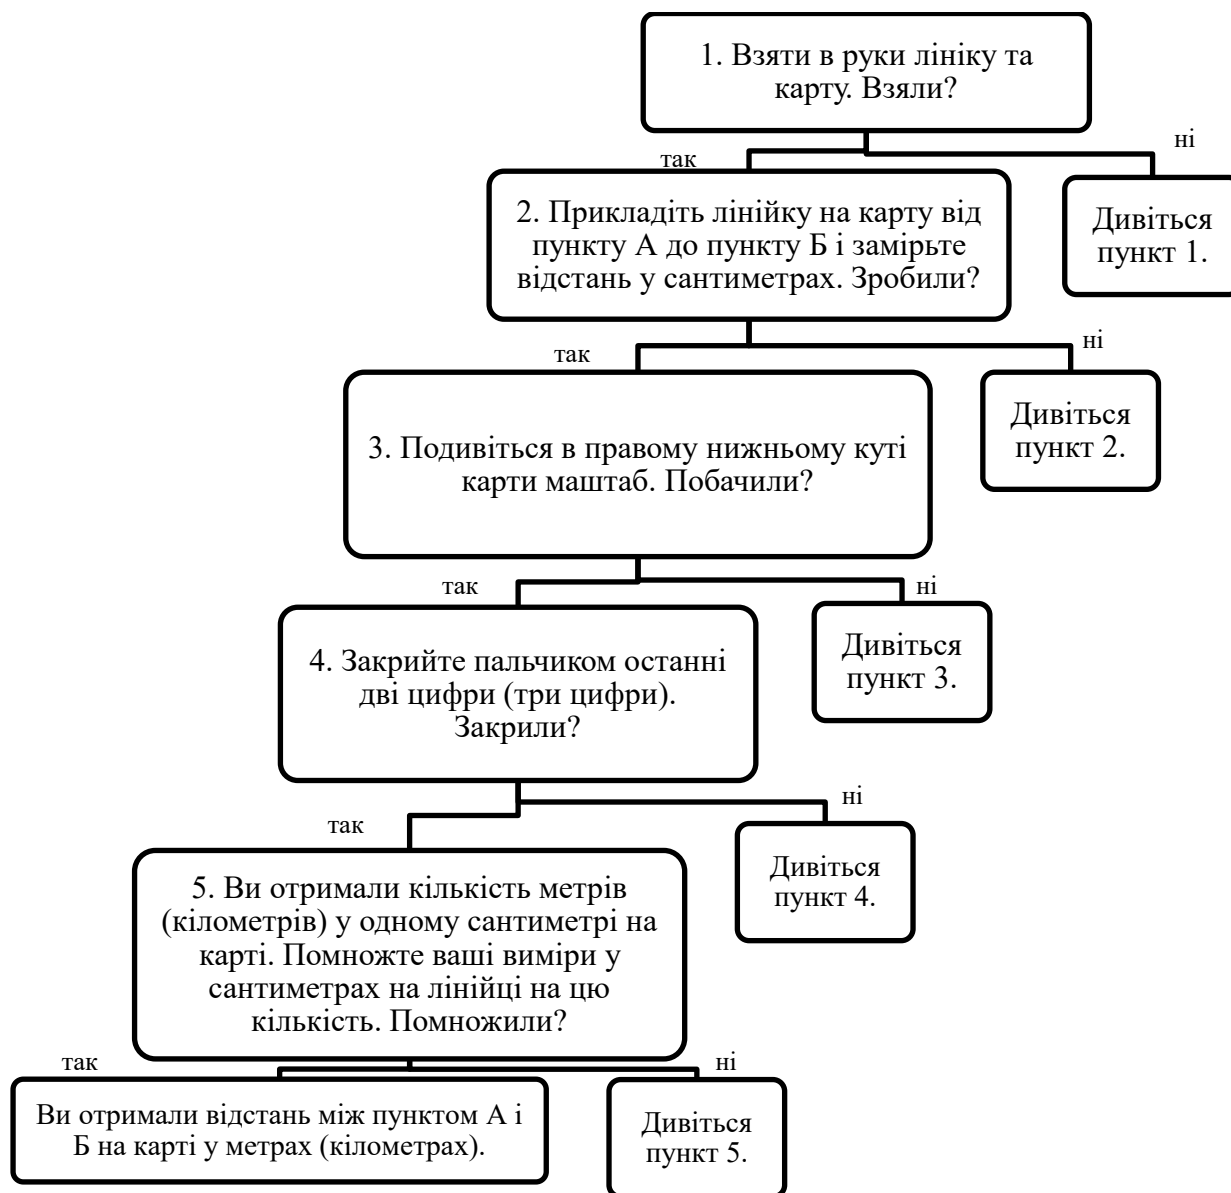 1. Взяти в руки лініку та
карту. Взяли?
так
ні
2. Прикладіть лінійку на карту від
пункту А до пункту Б і замірьте
відстань у сантиметрах. Зробили?
Дивіться
пункт 1.
так
ні
3. Подивіться в правому нижньому куті
карти маштаб. Побачили?
Дивіться
пункт 2.
так
ні
4. Закрийте пальчиком останні
дві цифри (три цифри).
Закрили?
Дивіться
пункт 3.
так
ні
5. Ви отримали кількість метрів
(кілометрів) у одному сантиметрі на
карті. Помножте ваші виміри у
сантиметрах на лінійці на цю
кількість. Помножили?
Дивіться
пункт 4.
так
ні
Ви отримали відстань між пунктом А і
Б на карті у метрах (кілометрах).
Дивіться
пункт 5.